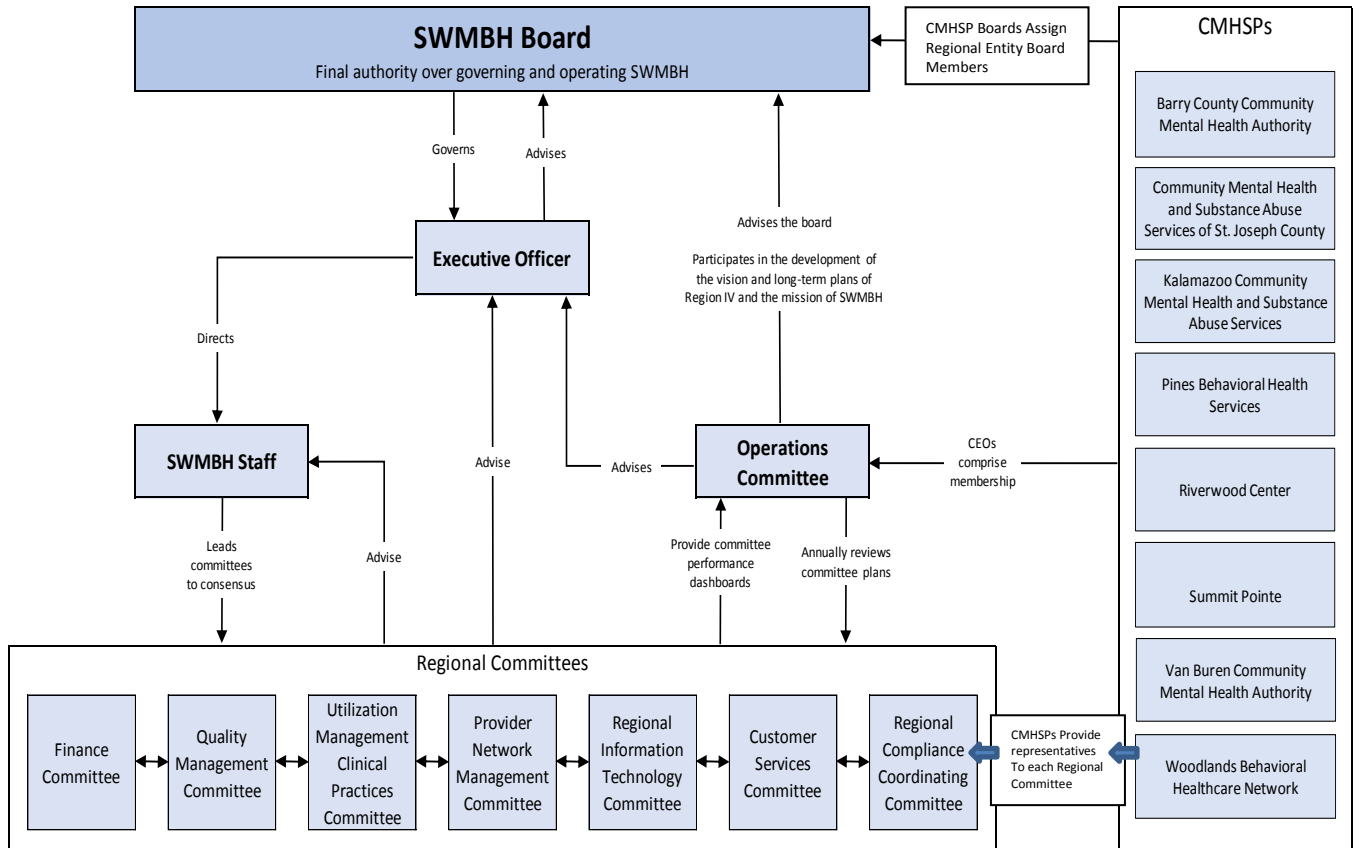 SWMBH Board
Final authority over governing and operating SWMBH
CMHSP Boards Assign
Regional Entity Board
Members
CMHSPs
Barry County Community
Mental Health Authority
Community Mental Health
and Substance Abuse
Services of St. Joseph County
Kalamazoo Community
Mental Health and Substance
Abuse Services
Pines Behavioral Health
Services
Riverwood Center
Summit Pointe
Van Buren Community
Mental Health Authority
Woodlands Behavioral
Healthcare Network
Governs
Advises
Executive Officer
Advises the board
Participates in the development of
the vision and long-term plans of
Region IV and the mission of SWMBH
Directs
SWMBH Staff
Advise
Advises
Operations
Committee
CEOs
comprise
membership
Leads
committees
to consensus
Advise
Provide committee
performance
dashboards
Annually reviews
committee plans
Regional Committees
Finance
Committee
Quality
Management
Committee
Utilization
Management
Clinical
Practices
Committee
Provider
Network
Management
Committee
Regional
Information
Technology
Committee
Customer
Services
Committee
Regional
Compliance
Coordinating
Committee
CMHSPs Provide
representatives
To each Regional
Committee